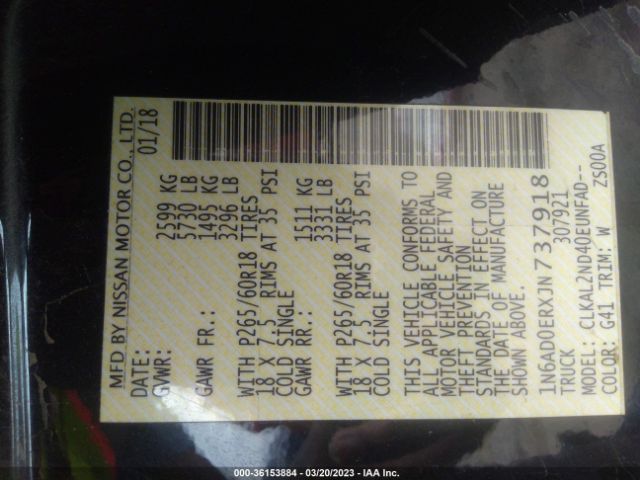 MFD BY NISSAN MOTOR CO., LTD.
DATE: 01/18
GVWR: 2599 KG
5730 LB
GAWR FR.: 1495 KG
3296 LB
WITH P265/60R18 TIRES
18 X 7.5 RIMS AT 35 PSI
COLD SINGLE
GAWR RR.: 1511 KG
3331 LB
WITH P265/60R18 TIRES
18 X 7.5 RIMS AT 35 PSI
COLD SINGLE
THIS VEHICLE CONFORMS TO
ALL APPLICABLE FEDERAL
MOTOR VEHICLE SAFETY AND
THEFT PREVENTION
STANDARDS IN EFFECT ON
THE DATE OF MANUFACTURE
SHOWN ABOVE.
1N6AD0ERXJN737918
TRUCK 307921
MODEL: CLKAL2ND40EUNFAD--
COLOR: G41 TRIM: W ZS00A
000-36153884 - 03/20/2023 - IAA Inc.